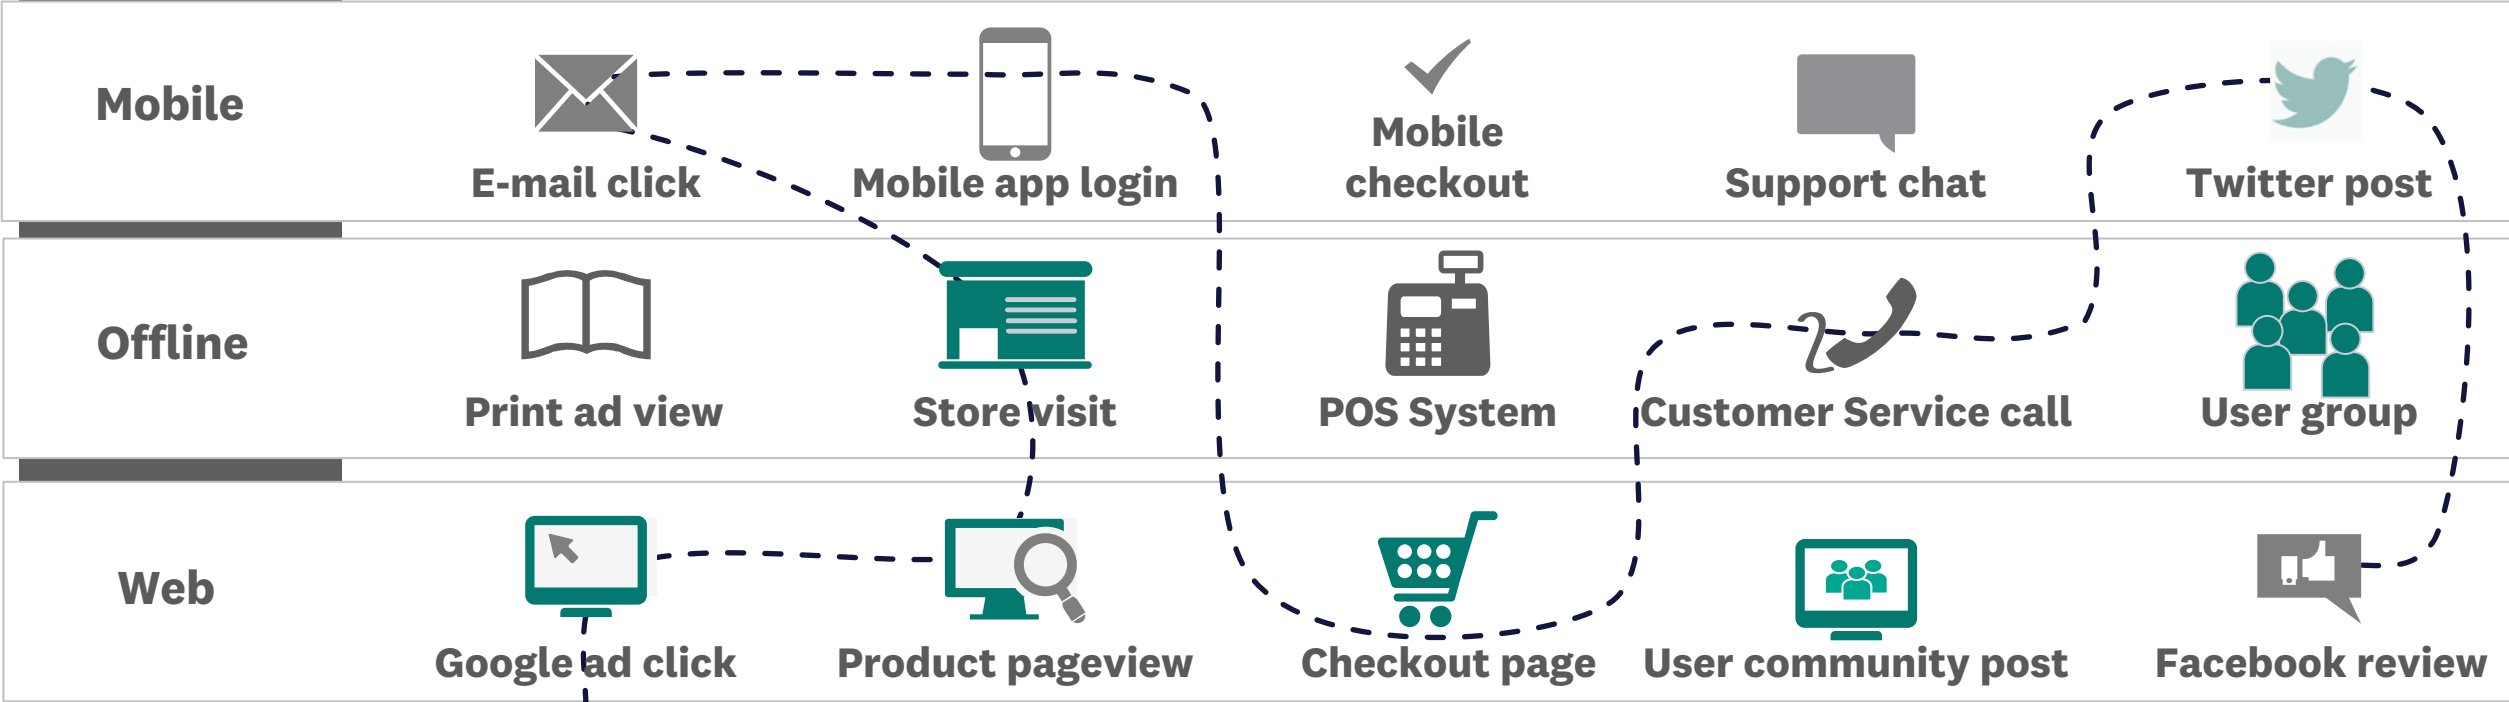 Mobile
E-mail click
Mobile app login
Mobile
checkout
Support chat
Twitter post
Offline
Print ad view
Store visit
POS System
Customer Service call
User group
Web
Google ad click
Product pageview
Checkout page
User community post
Facebook review